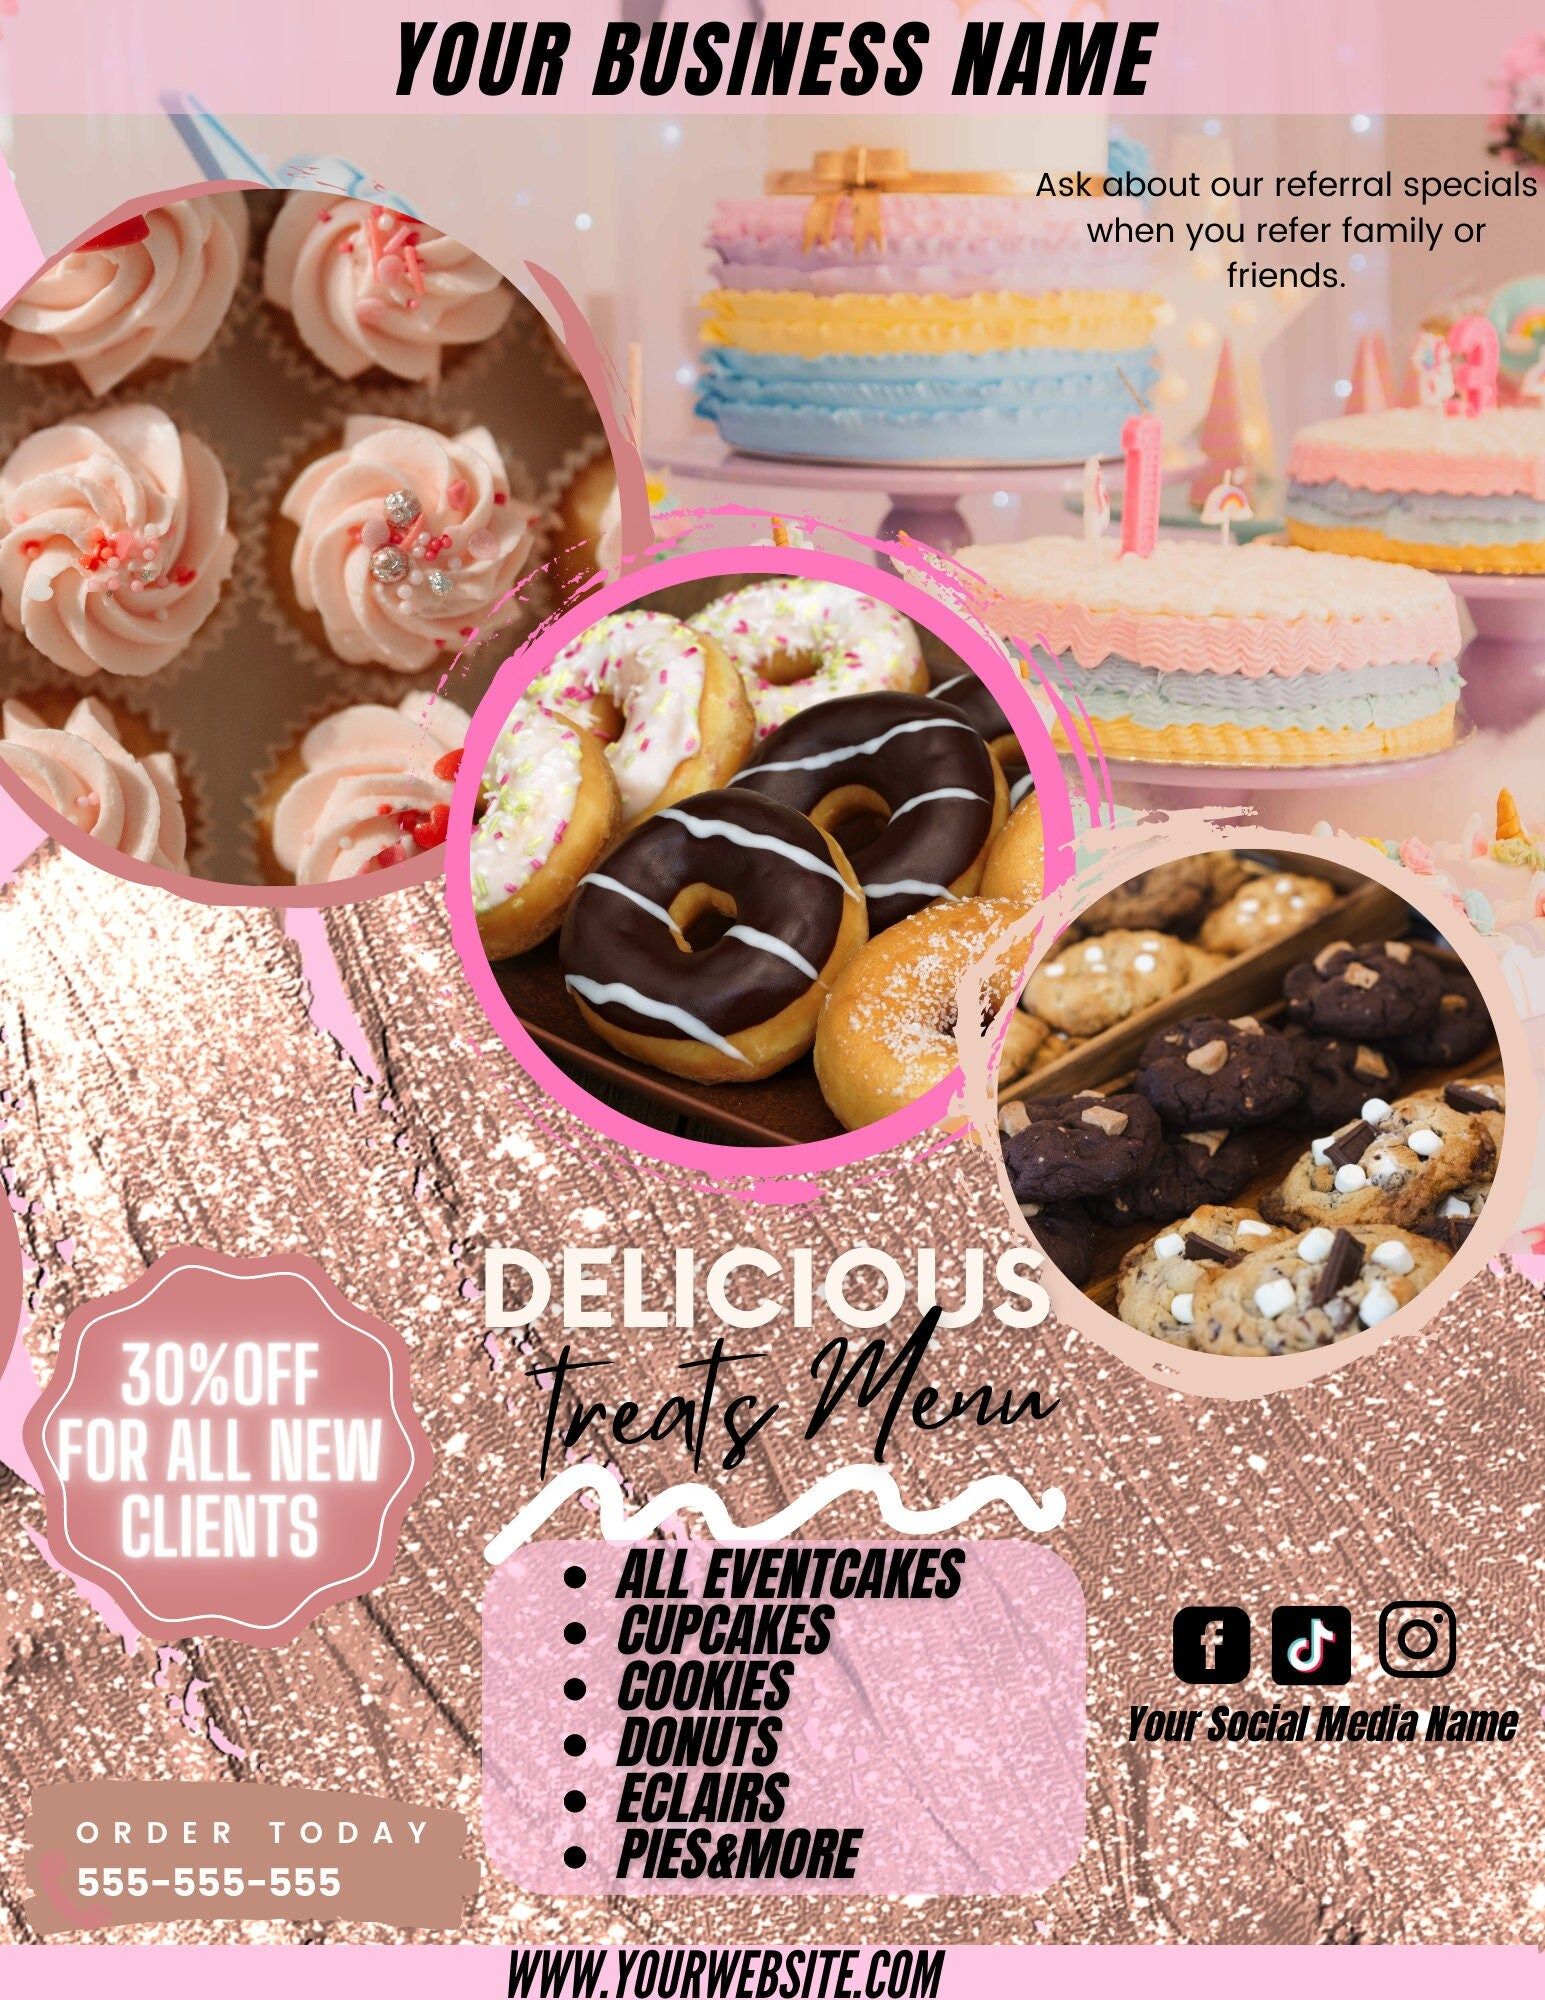 YOUR BUSINESS NAME
Ask about our referral specials
when you refer family or
friends.
DELICIOUS
treats Menu
30%OFF
FOR ALL NEW
CLIENTS
ALL EVENTCAKES
CUPCAKES
COOKIES
DONUTS
ECLAIRS
PIES&MORE
Your Social Media Name
ORDER TODAY
555-555-555
WWW.YOURWEBSITE.COM